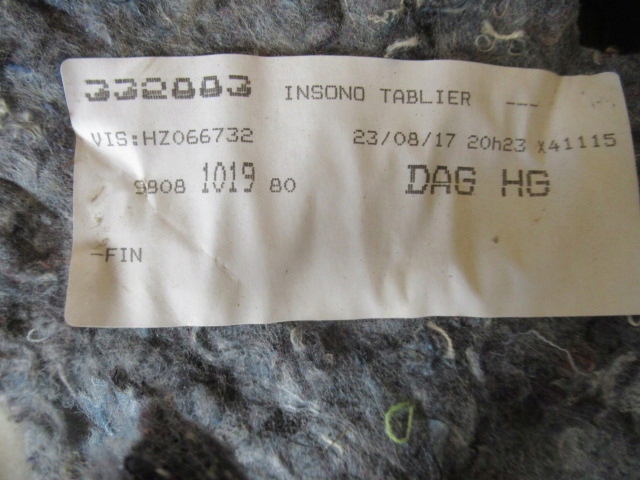 332883 INSONO TABLIER ---
VIS:HZ066732 23/08/17 20h23 X41115
9808 1019 80 DAG HG
-FIN